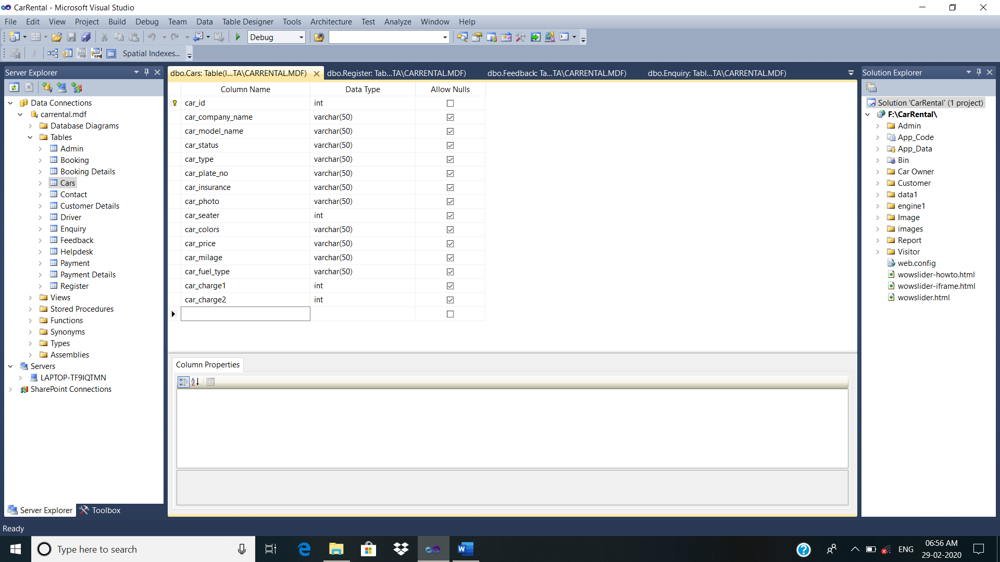 CarRental - Microsoft Visual Studio
File Edit View Project Build Debug Team Data Table Designer Tools Architecture Test Analyze Window Help
Debug
Spatial Indexes...
Server Explorer
Data Connections
carrental.mdf
Database Diagrams
Tables
Admin
Booking
Booking Details
Cars
Contact
Customer Details
Driver
Enquiry
Feedback
Helpdesk
Payment
Payment Details
Register
Views
Stored Procedures
Functions
Synonyms
Types
Assemblies
Servers
LAPTOP-TF9IQTMN
SharePoint Connections
Server Explorer Toolbox
dbo.Cars: Table(l...TA\CARRENTAL.MDF) dbo.Register: Tab...TA\CARRENTAL.MDF) dbo.Feedback: Ta...TA\CARRENTAL.MDF) dbo.Enquiry: Tabl...TA\CARRENTAL.MDF)
Column Name Data Type Allow Nulls
car_id int
car_company_name varchar(50)
car_model_name varchar(50)
car_status varchar(50)
car_type varchar(50)
car_plate_no varchar(50)
car_insurance varchar(50)
car_photo varchar(50)
car_seater int
car_colors varchar(50)
car_price varchar(50)
car_milage varchar(50)
car_fuel_type varchar(50)
car_charge1 int
car_charge2 int
Column Properties
Solution Explorer
Solution 'CarRental' (1 project)
F:\CarRental\
Admin
App_Code
App_Data
Bin
Car Owner
Customer
data1
engine1
Image
images
Report
Visitor
web.config
wowslider-howto.html
wowslider-iframe.html
wowslider.html
Ready
Type here to search
ENG
06:56 AM
29-02-2020